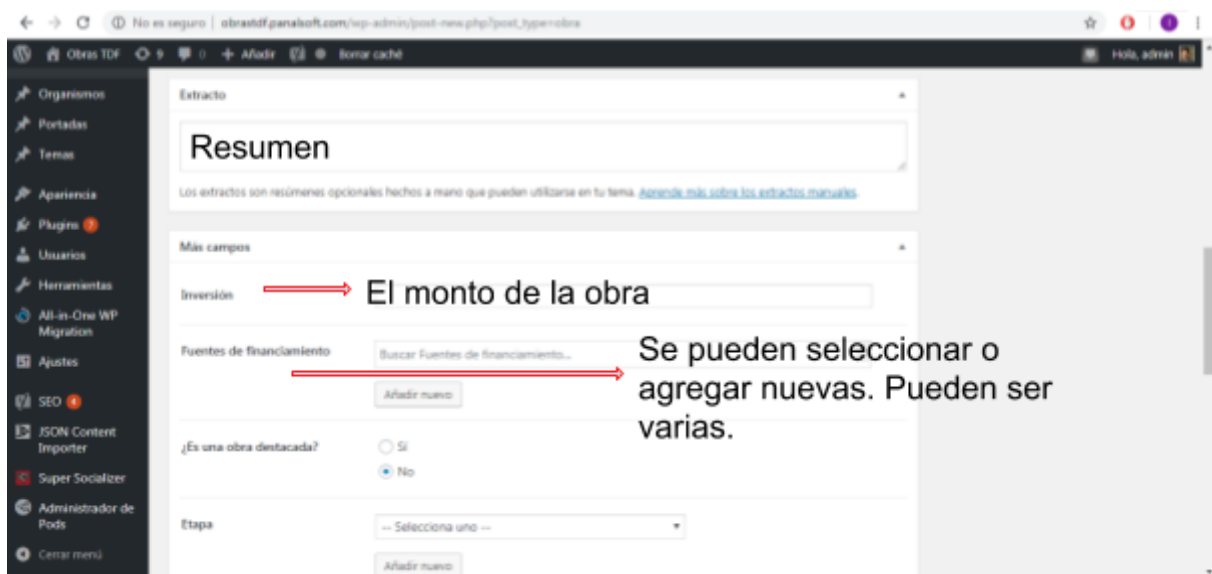 No es seguro | obrastdf.panalsoft.com/wp-admin/post-new.php?post_type=obra
Obras TDF 9 0 + Añadir Borrar caché Hola, admin
Organismos
Portadas
Temas
Apariencia
Plugins 7
Usuarios
Herramientas
All-in-One WP
Migration
Ajustes
SEO 4
JSON Content
Importer
Super Socializer
Administrador de
Pods
Cerrar menú
Extracto
Resumen
Los extractos son resúmenes opcionales hechos a mano que pueden utilizarse en tu tema. Aprende más sobre los extractos manuales.
Más campos
Inversión
El monto de la obra
Fuentes de financiamiento
Buscar Fuentes de financiamiento...
Añadir nuevo
Se pueden seleccionar o
agregar nuevas. Pueden ser
varias.
¿Es una obra destacada?
Sí
No
Etapa
-- Selecciona uno --
Añadir nuevo